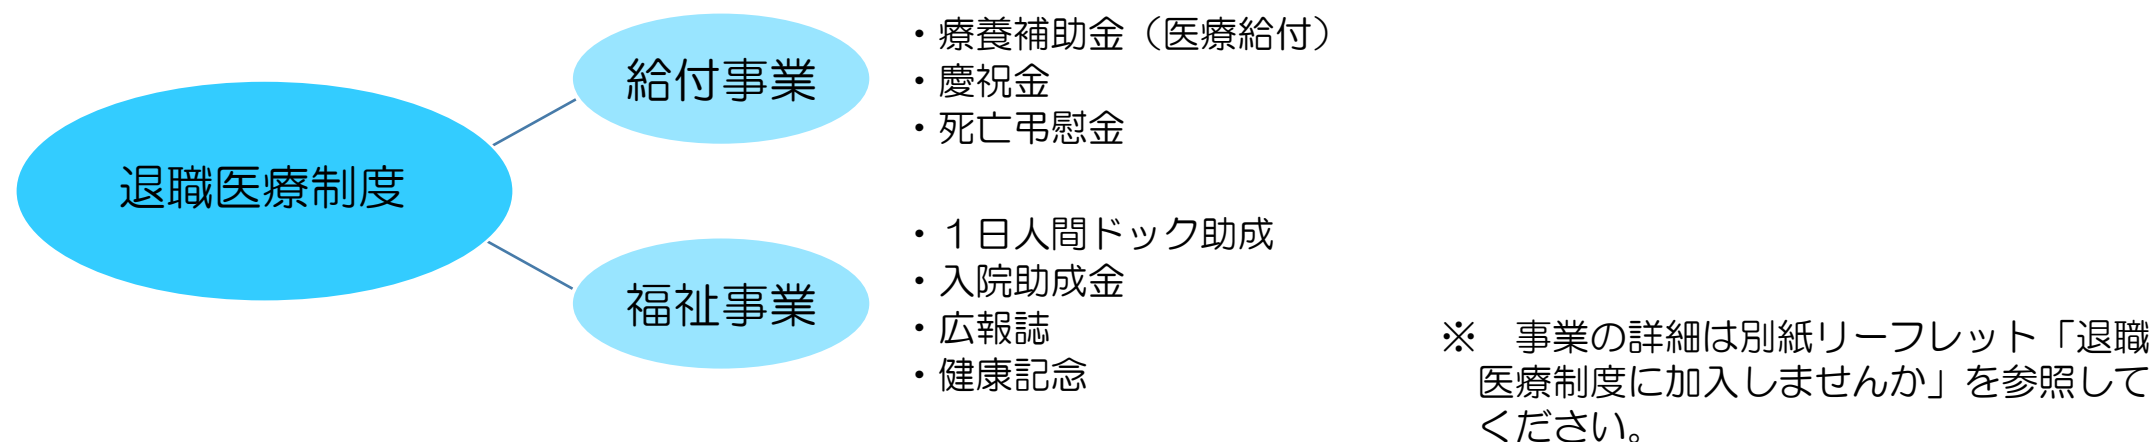 退職医療制度
給付事業
・療養補助金（医療給付）
・慶祝金
・死亡弔慰金
福祉事業
・１日人間ドック助成
・入院助成金
・広報誌
・健康記念
※　事業の詳細は別紙リーフレット「退職
医療制度に加入しませんか」を参照して
ください。